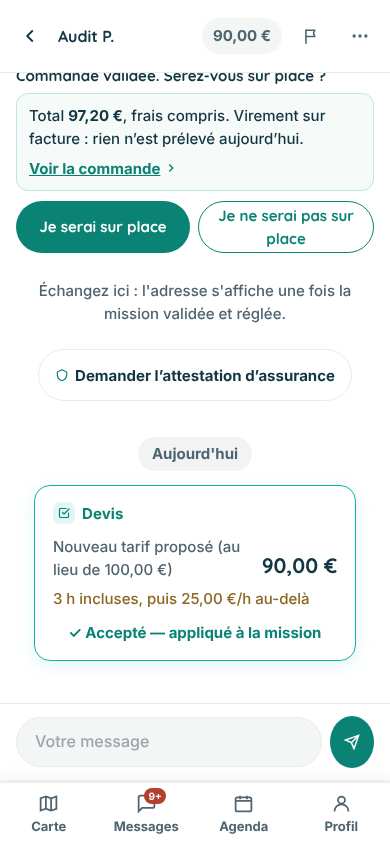 Audit P.
90,00 €
Commande validée. Serez-vous sur place ?
Total 97,20 €, frais compris. Virement sur
facture : rien n’est prélevé aujourd’hui.
Voir la commande
Je serai sur place
Je ne serai pas sur
place
Échangez ici : l'adresse s'affiche une fois la
mission validée et réglée.
Demander l’attestation d’assurance
Aujourd'hui
Devis
Nouveau tarif proposé (au
lieu de 100,00 €)
90,00 €
3 h incluses, puis 25,00 €/h au-delà
Accepté — appliqué à la mission
Votre message
9+
Carte
Messages
Agenda
Profil